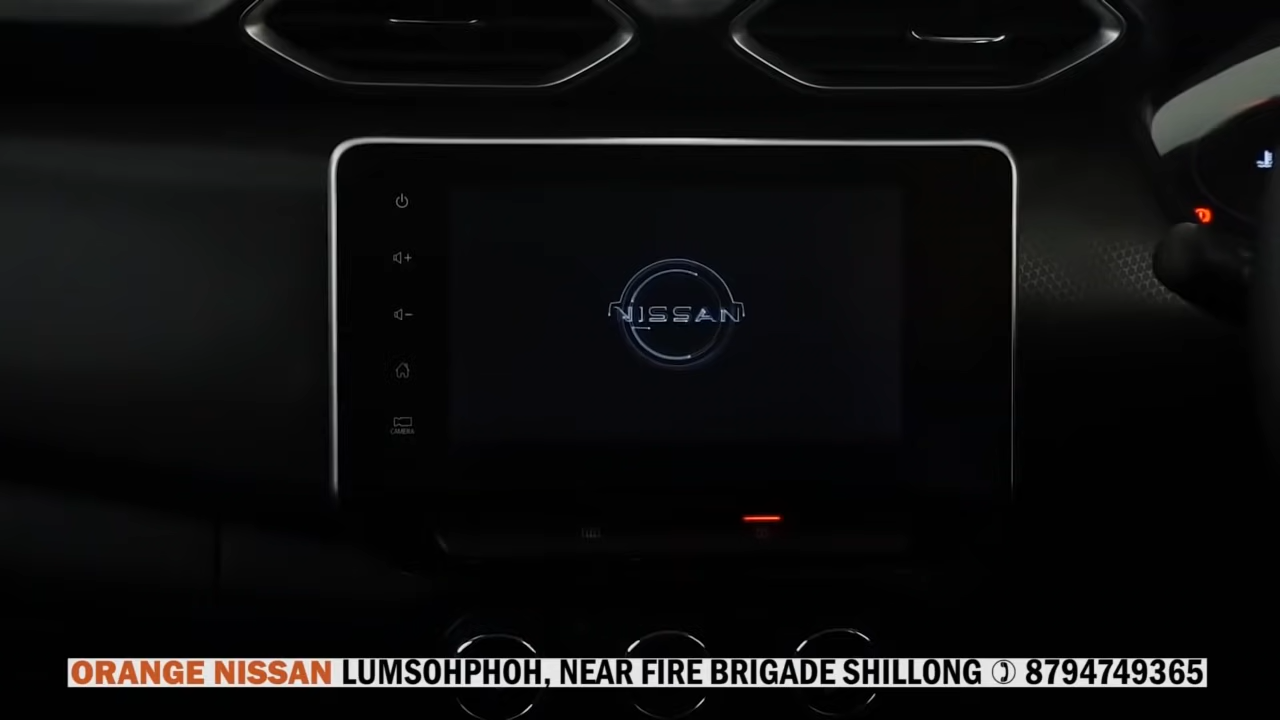 NISSAN
CAMERA
ORANGE NISSAN LUMSOHPHOH, NEAR FIRE BRIGADE SHILLONG ✆ 8794749365